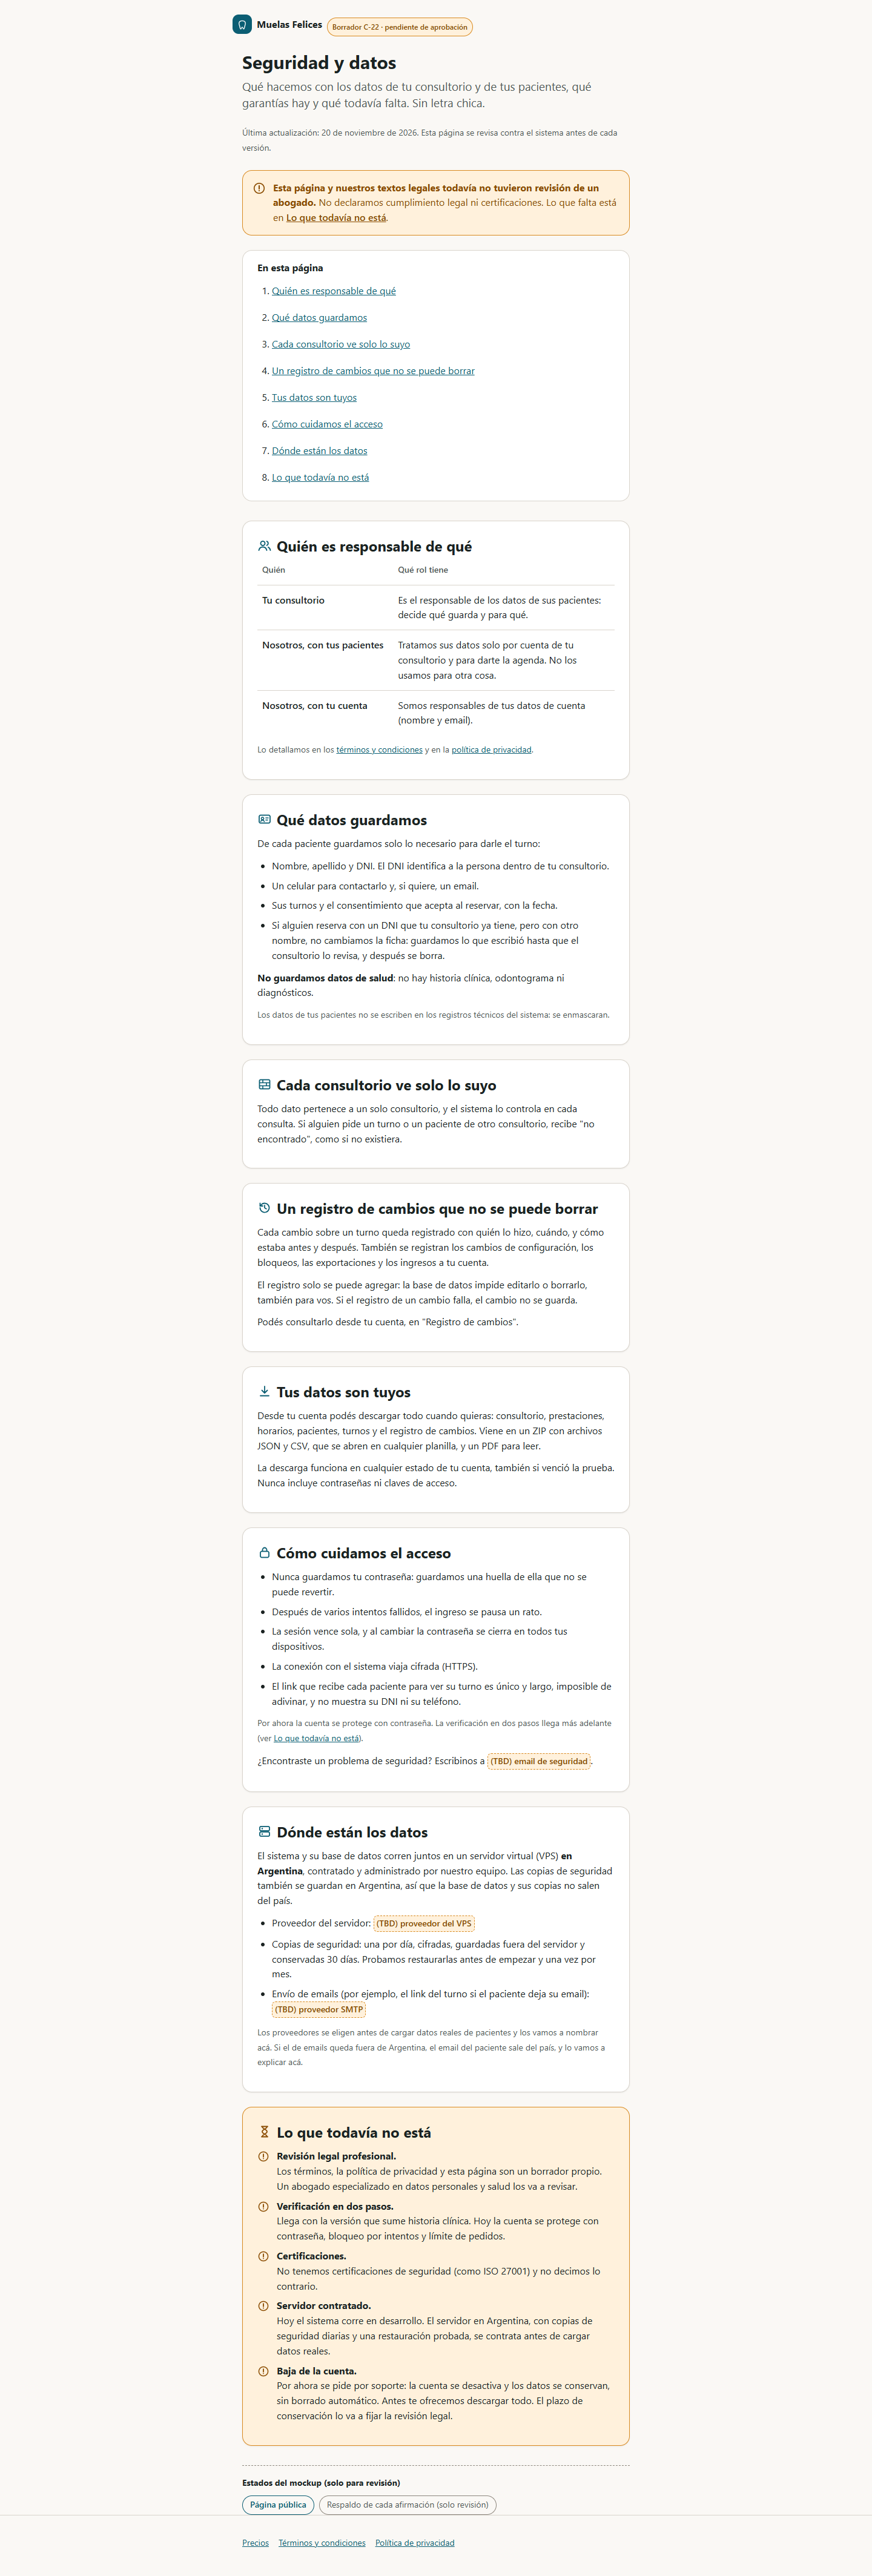 Muelas Felices
Borrador C-22 · pendiente de aprobación
Seguridad y datos
Qué hacemos con los datos de tu consultorio y de tus pacientes, qué
garantías hay y qué todavía falta. Sin letra chica.
Última actualización: 20 de noviembre de 2026. Esta página se revisa contra el sistema antes de cada
versión.
Esta página y nuestros textos legales todavía no tuvieron revisión de un
abogado. No declaramos cumplimiento legal ni certificaciones. Lo que falta está
en Lo que todavía no está.
En esta página
1. Quién es responsable de qué
2. Qué datos guardamos
3. Cada consultorio ve solo lo suyo
4. Un registro de cambios que no se puede borrar
5. Tus datos son tuyos
6. Cómo cuidamos el acceso
7. Dónde están los datos
8. Lo que todavía no está
Quién es responsable de qué
Quién Qué rol tiene
Tu consultorio Es el responsable de los datos de sus pacientes:
decide qué guarda y para qué.
Nosotros, con tus pacientes Tratamos sus datos solo por cuenta de tu
consultorio y para darte la agenda. No los
usamos para otra cosa.
Nosotros, con tu cuenta Somos responsables de tus datos de cuenta
(nombre y email).
Lo detallamos en los términos y condiciones y en la política de privacidad.
Qué datos guardamos
De cada paciente guardamos solo lo necesario para darle el turno:
• Nombre, apellido y DNI. El DNI identifica a la persona dentro de tu consultorio.
• Un celular para contactarlo y, si quiere, un email.
• Sus turnos y el consentimiento que acepta al reservar, con la fecha.
• Si alguien reserva con un DNI que tu consultorio ya tiene, pero con otro
nombre, no cambiamos la ficha: guardamos lo que escribió hasta que el
consultorio lo revisa, y después se borra.
No guardamos datos de salud: no hay historia clínica, odontograma ni
diagnósticos.
Los datos de tus pacientes no se escriben en los registros técnicos del sistema: se enmascaran.
Cada consultorio ve solo lo suyo
Todo dato pertenece a un solo consultorio, y el sistema lo controla en cada
consulta. Si alguien pide un turno o un paciente de otro consultorio, recibe "no
encontrado", como si no existiera.
Un registro de cambios que no se puede borrar
Cada cambio sobre un turno queda registrado con quién lo hizo, cuándo, y cómo
estaba antes y después. También se registran los cambios de configuración, los
bloqueos, las exportaciones y los ingresos a tu cuenta.
El registro solo se puede agregar: la base de datos impide editarlo o borrarlo,
también para vos. Si el registro de un cambio falla, el cambio no se guarda.
Podés consultarlo desde tu cuenta, en "Registro de cambios".
Tus datos son tuyos
Desde tu cuenta podés descargar todo cuando quieras: consultorio, prestaciones,
horarios, pacientes, turnos y el registro de cambios. Viene en un ZIP con archivos
JSON y CSV, que se abren en cualquier planilla, y un PDF para leer.
La descarga funciona en cualquier estado de tu cuenta, también si venció la prueba.
Nunca incluye contraseñas ni claves de acceso.
Cómo cuidamos el acceso
• Nunca guardamos tu contraseña: guardamos una huella de ella que no se
puede revertir.
• Después de varios intentos fallidos, el ingreso se pausa un rato.
• La sesión vence sola, y al cambiar la contraseña se cierra en todos tus
dispositivos.
• La conexión con el sistema viaja cifrada (HTTPS).
• El link que recibe cada paciente para ver su turno es único y largo, imposible de
adivinar, y no muestra su DNI ni su teléfono.
Por ahora la cuenta se protege con contraseña. La verificación en dos pasos llega más adelante
(ver Lo que todavía no está).
¿Encontraste un problema de seguridad? Escribinos a (TBD) email de seguridad.
Dónde están los datos
El sistema y su base de datos corren juntos en un servidor virtual (VPS) en
Argentina, contratado y administrado por nuestro equipo. Las copias de seguridad
también se guardan en Argentina, así que la base de datos y sus copias no salen
del país.
• Proveedor del servidor: (TBD) proveedor del VPS
• Copias de seguridad: una por día, cifradas, guardadas fuera del servidor y
conservadas 30 días. Probamos restaurarlas antes de empezar y una vez por
mes.
• Envío de emails (por ejemplo, el link del turno si el paciente deja su email):
(TBD) proveedor SMTP
Los proveedores se eligen antes de cargar datos reales de pacientes y los vamos a nombrar
acá. Si el de emails queda fuera de Argentina, el email del paciente sale del país, y lo vamos a
explicar acá.
Lo que todavía no está
Revisión legal profesional.
Los términos, la política de privacidad y esta página son un borrador propio.
Un abogado especializado en datos personales y salud los va a revisar.
Verificación en dos pasos.
Llega con la versión que sume historia clínica. Hoy la cuenta se protege con
contraseña, bloqueo por intentos y límite de pedidos.
Certificaciones.
No tenemos certificaciones de seguridad (como ISO 27001) y no decimos lo
contrario.
Servidor contratado.
Hoy el sistema corre en desarrollo. El servidor en Argentina, con copias de
seguridad diarias y una restauración probada, se contrata antes de cargar
datos reales.
Baja de la cuenta.
Por ahora se pide por soporte: la cuenta se desactiva y los datos se conservan,
sin borrado automático. Antes te ofrecemos descargar todo. El plazo de
conservación lo va a fijar la revisión legal.
Estados del mockup (solo para revisión)
Página pública Respaldo de cada afirmación (solo revisión)
Precios Términos y condiciones Política de privacidad